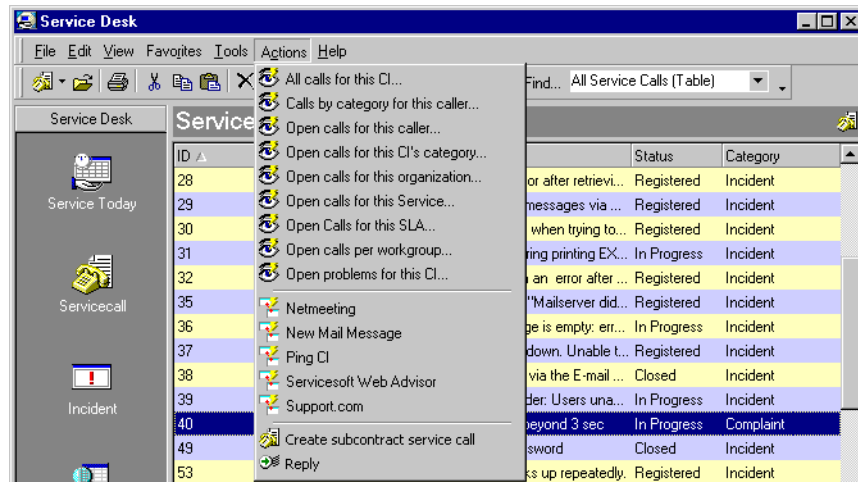 Service Desk
File Edit View Favorites Tools Actions Help
Find... All Service Calls (Table)
Service Desk
Service
Service Today
Servicecall
Incident
All calls for this CI...
Calls by category for this caller...
Open calls for this caller...
Open calls for this CI's category...
Open calls for this organization...
Open calls for this Service...
Open Calls for this SLA...
Open calls per workgroup...
Open problems for this CI...
Netmeeting
New Mail Message
Ping CI
Servicesoft Web Advisor
Support.com
Create subcontract service call
Reply
ID Status Category
28 or after retrievi... Registered Incident
29 messages via ... Registered Incident
30 when trying to... Registered Incident
31 ring printing EX... In Progress Incident
32 an error after ... Registered Incident
35 "Mailserver did... Registered Incident
36 ge is empty: err... In Progress Incident
37 down. Unable t... Registered Incident
38 via the E-mail ... Closed Incident
39 der: Users una... In Progress Incident
40 beyond 3 sec In Progress Complaint
49 sword Closed Incident
53 ks up repeatedly. Registered Incident